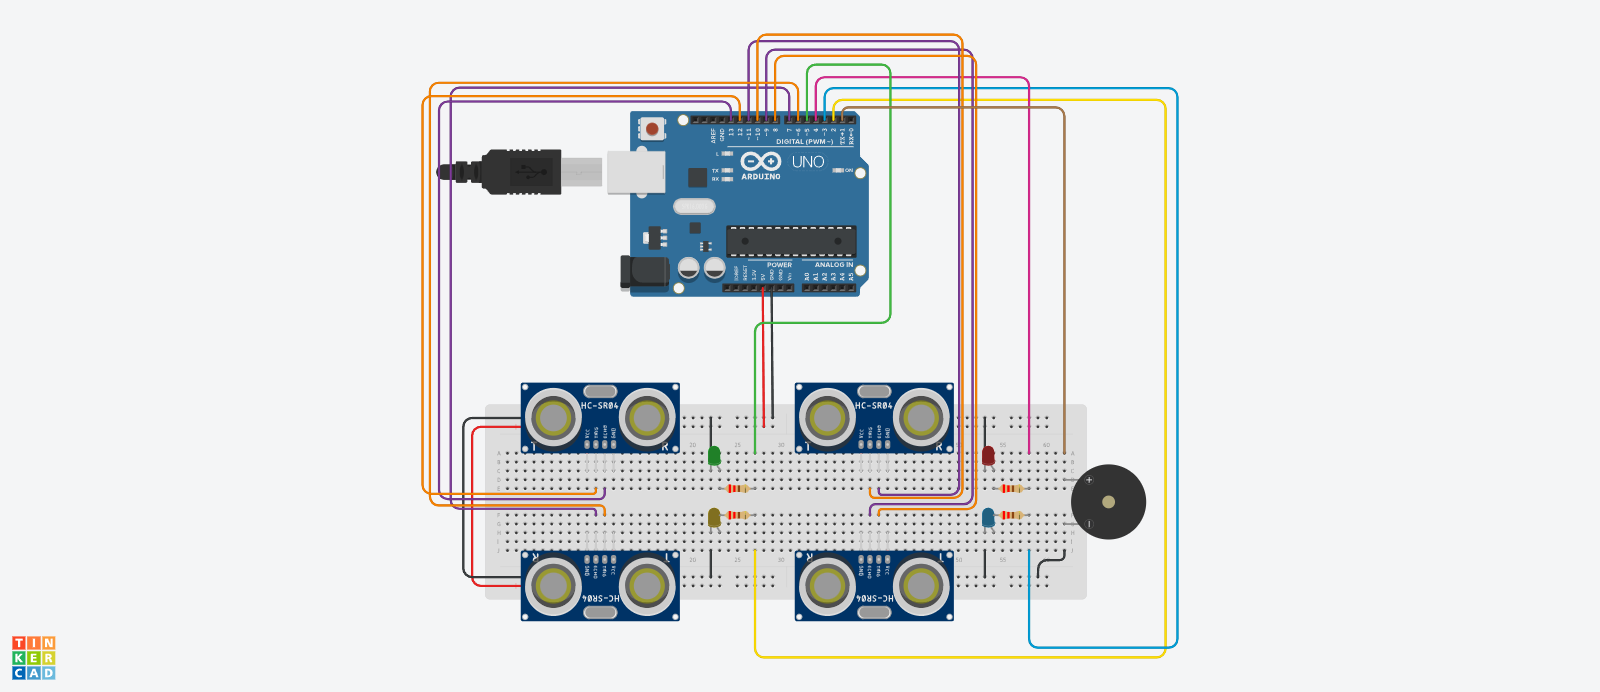 AREF
GND
13
12
~11
~10
~9
8
7
~6
~5
4
~3
2
TX→1
RX←0
DIGITAL (PWM~)
L
TX
RX
UNO
ARDUINO
ON
POWER
ANALOG IN
IOREF
RESET
3.3V
5V
GND
GND
Vin
A0
A1
A2
A3
A4
A5
HC-SR04
VCC
TRIG
ECHO
GND
T
R
HC-SR04
VCC
TRIG
ECHO
GND
T
R
20
25
30
55
60
A
B
C
D
E
F
G
H
I
J
20
25
30
55
R
GND
ECHO
TRIG
VCC
T
HC-SR04
R
GND
ECHO
TRIG
VCC
T
HC-SR04
TIN
KER
CAD